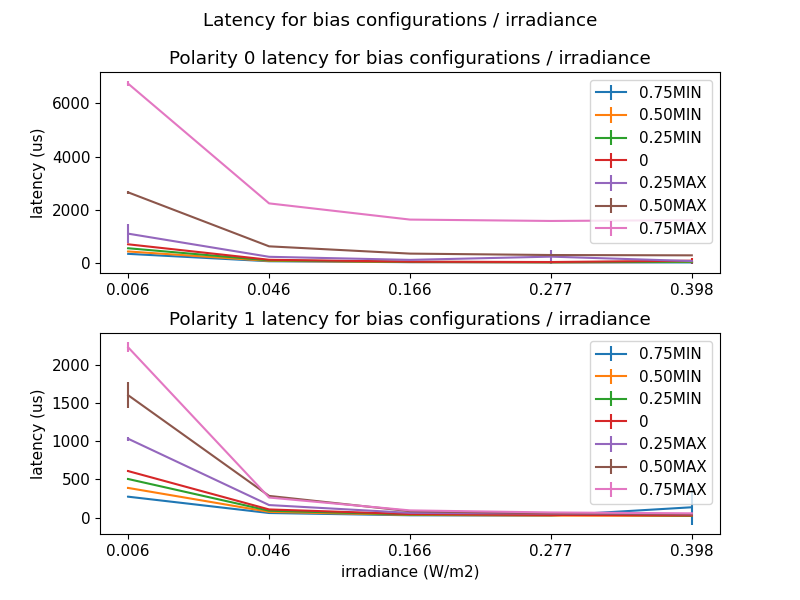 Latency for bias configurations / irradiance
Polarity 0 latency for bias configurations / irradiance
latency (us)
6000
4000
2000
0
0.006
0.046
0.166
0.277
0.398
0.75MIN
0.50MIN
0.25MIN
0
0.25MAX
0.50MAX
0.75MAX
Polarity 1 latency for bias configurations / irradiance
latency (us)
2000
1500
1000
500
0
0.006
0.046
0.166
0.277
0.398
0.75MIN
0.50MIN
0.25MIN
0
0.25MAX
0.50MAX
0.75MAX
irradiance (W/m2)